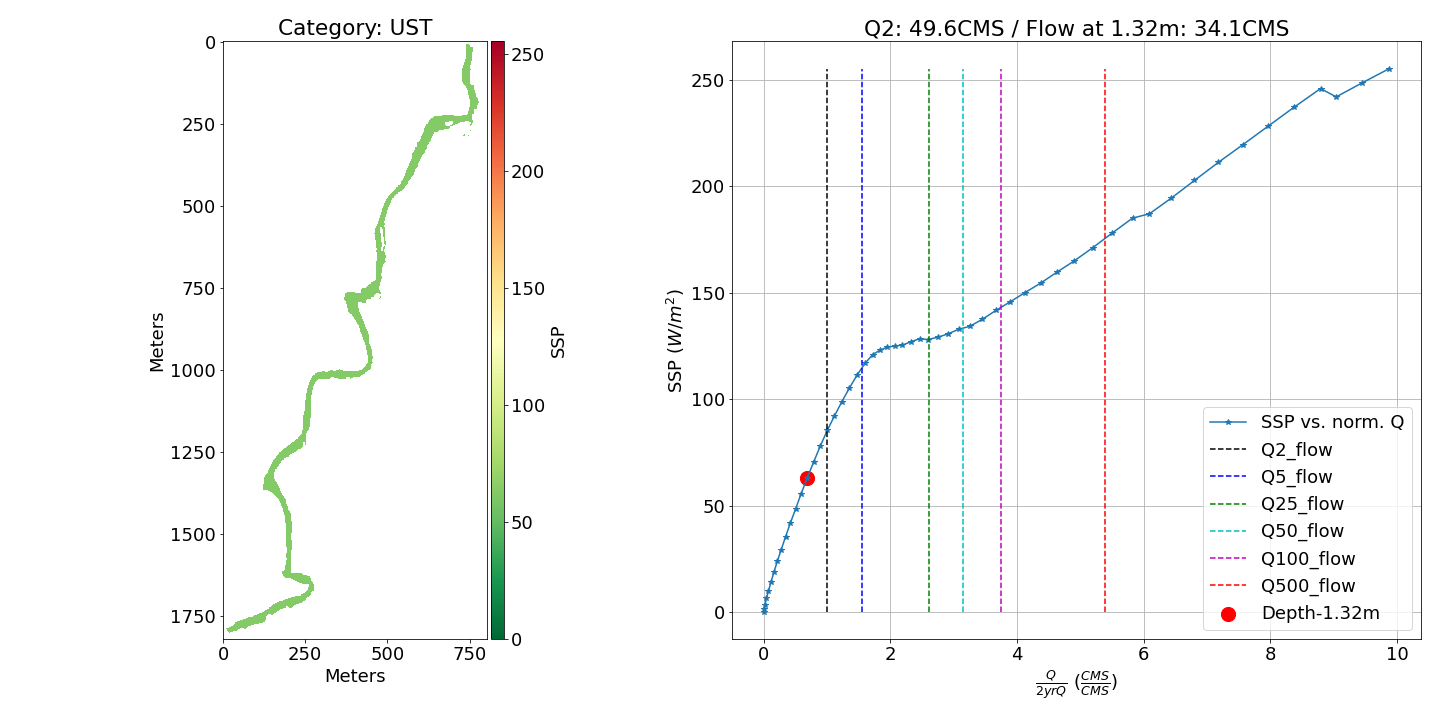 Category: UST
0
250
500
750
1000
1250
1500
1750
Meters
0
250
500
750
Meters
250
200
150
100
50
0
SSP
Q2: 49.6CMS / Flow at 1.32m: 34.1CMS
250
200
150
100
50
0
SSP (W/m²)
SSP vs. norm. Q
Q2_flow
Q5_flow
Q25_flow
Q50_flow
Q100_flow
Q500_flow
Depth-1.32m
0
2
4
6
8
10
Q/2yrQ (CMS/CMS)